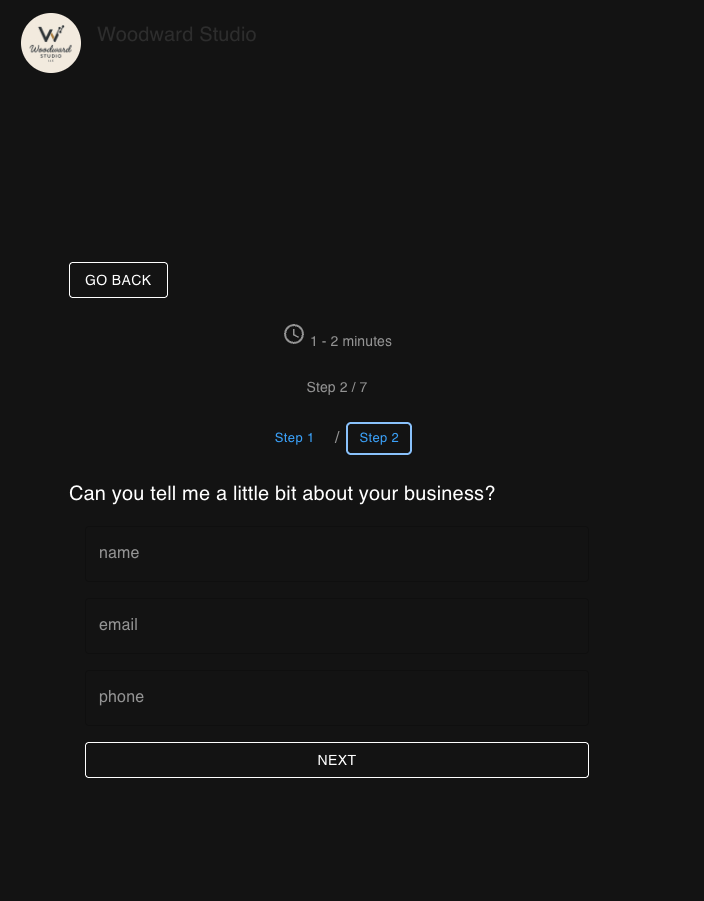 W
Woodward
STUDIO
LLC
Woodward Studio
GO BACK
1 - 2 minutes
Step 2 / 7
Step 1 / Step 2
Can you tell me a little bit about your business?
name
email
phone
NEXT